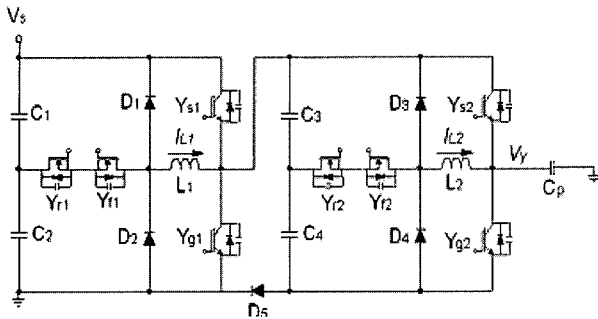 Vs
C1
D1
Ys1
IL1
L1
Yr1
Yf1
C2
D2
Yg1
D5
C3
D3
Ys2
IL2
L2
Vy
Cp
Yr2
Yf2
C4
D4
Yg2